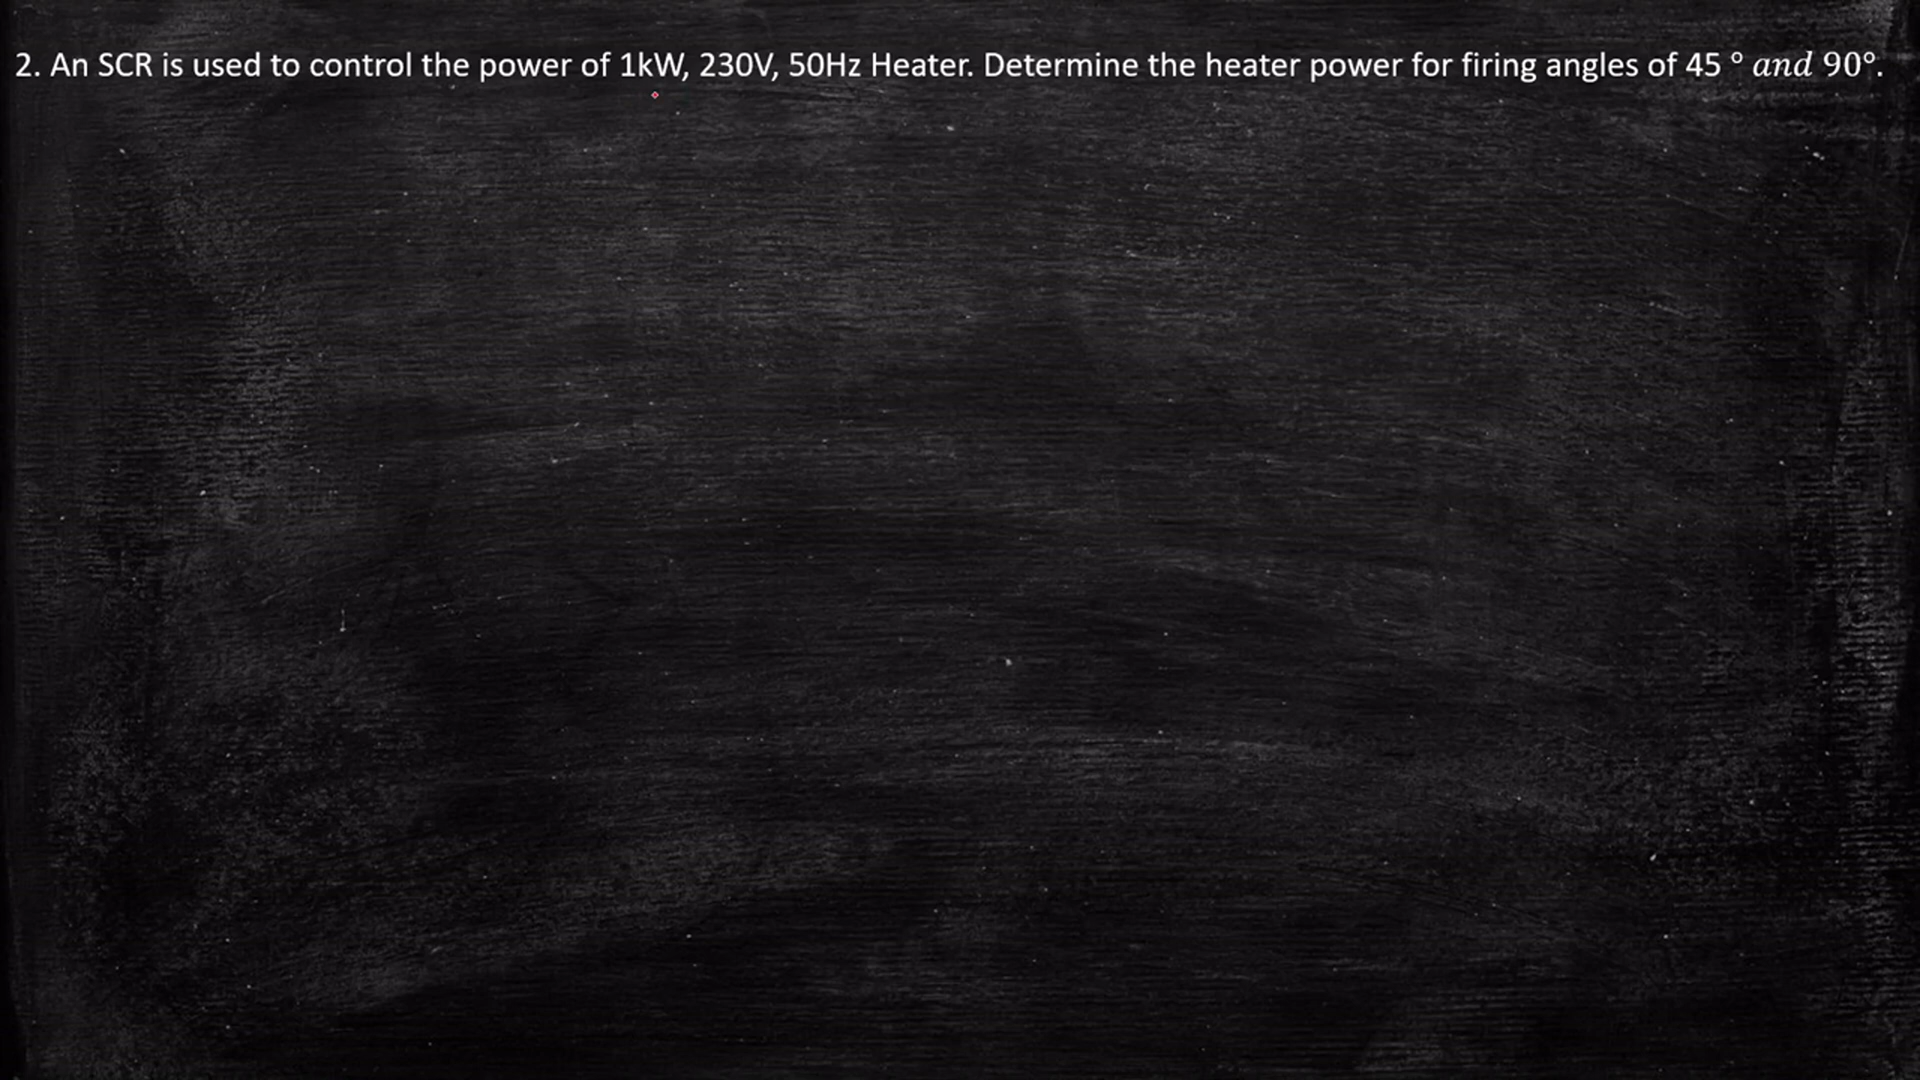 2. An SCR is used to control the power of 1kW, 230V, 50Hz Heater. Determine the heater power for firing angles of 45 ° and 90°.